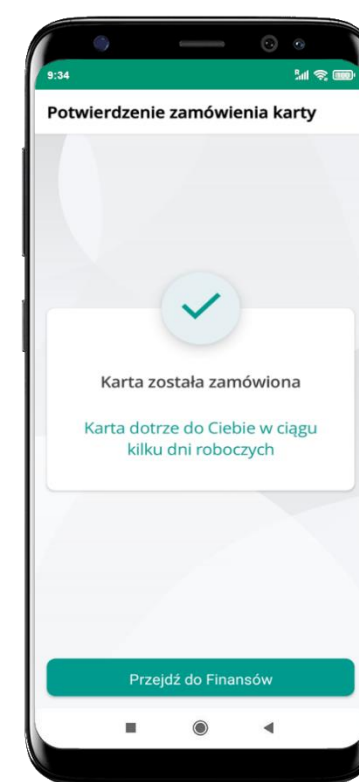 9:34
Potwierdzenie zamówienia karty
Karta została zamówiona
Karta dotrze do Ciebie w ciągu
kilku dni roboczych
Przejdź do Finansów